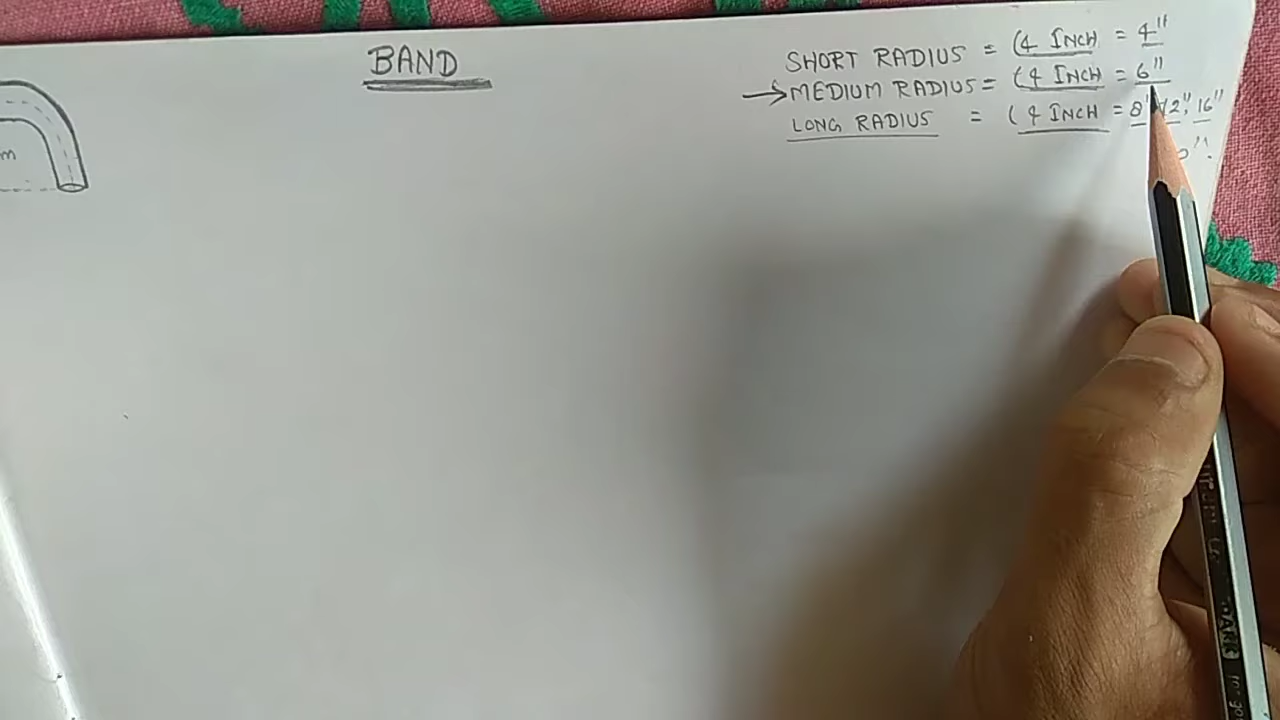 BAND
SHORT RADIUS = (4 INCH = 4"
→MEDIUM RADIUS = (4 INCH = 6"
LONG RADIUS = (4 INCH = 8" 12", 16"
m